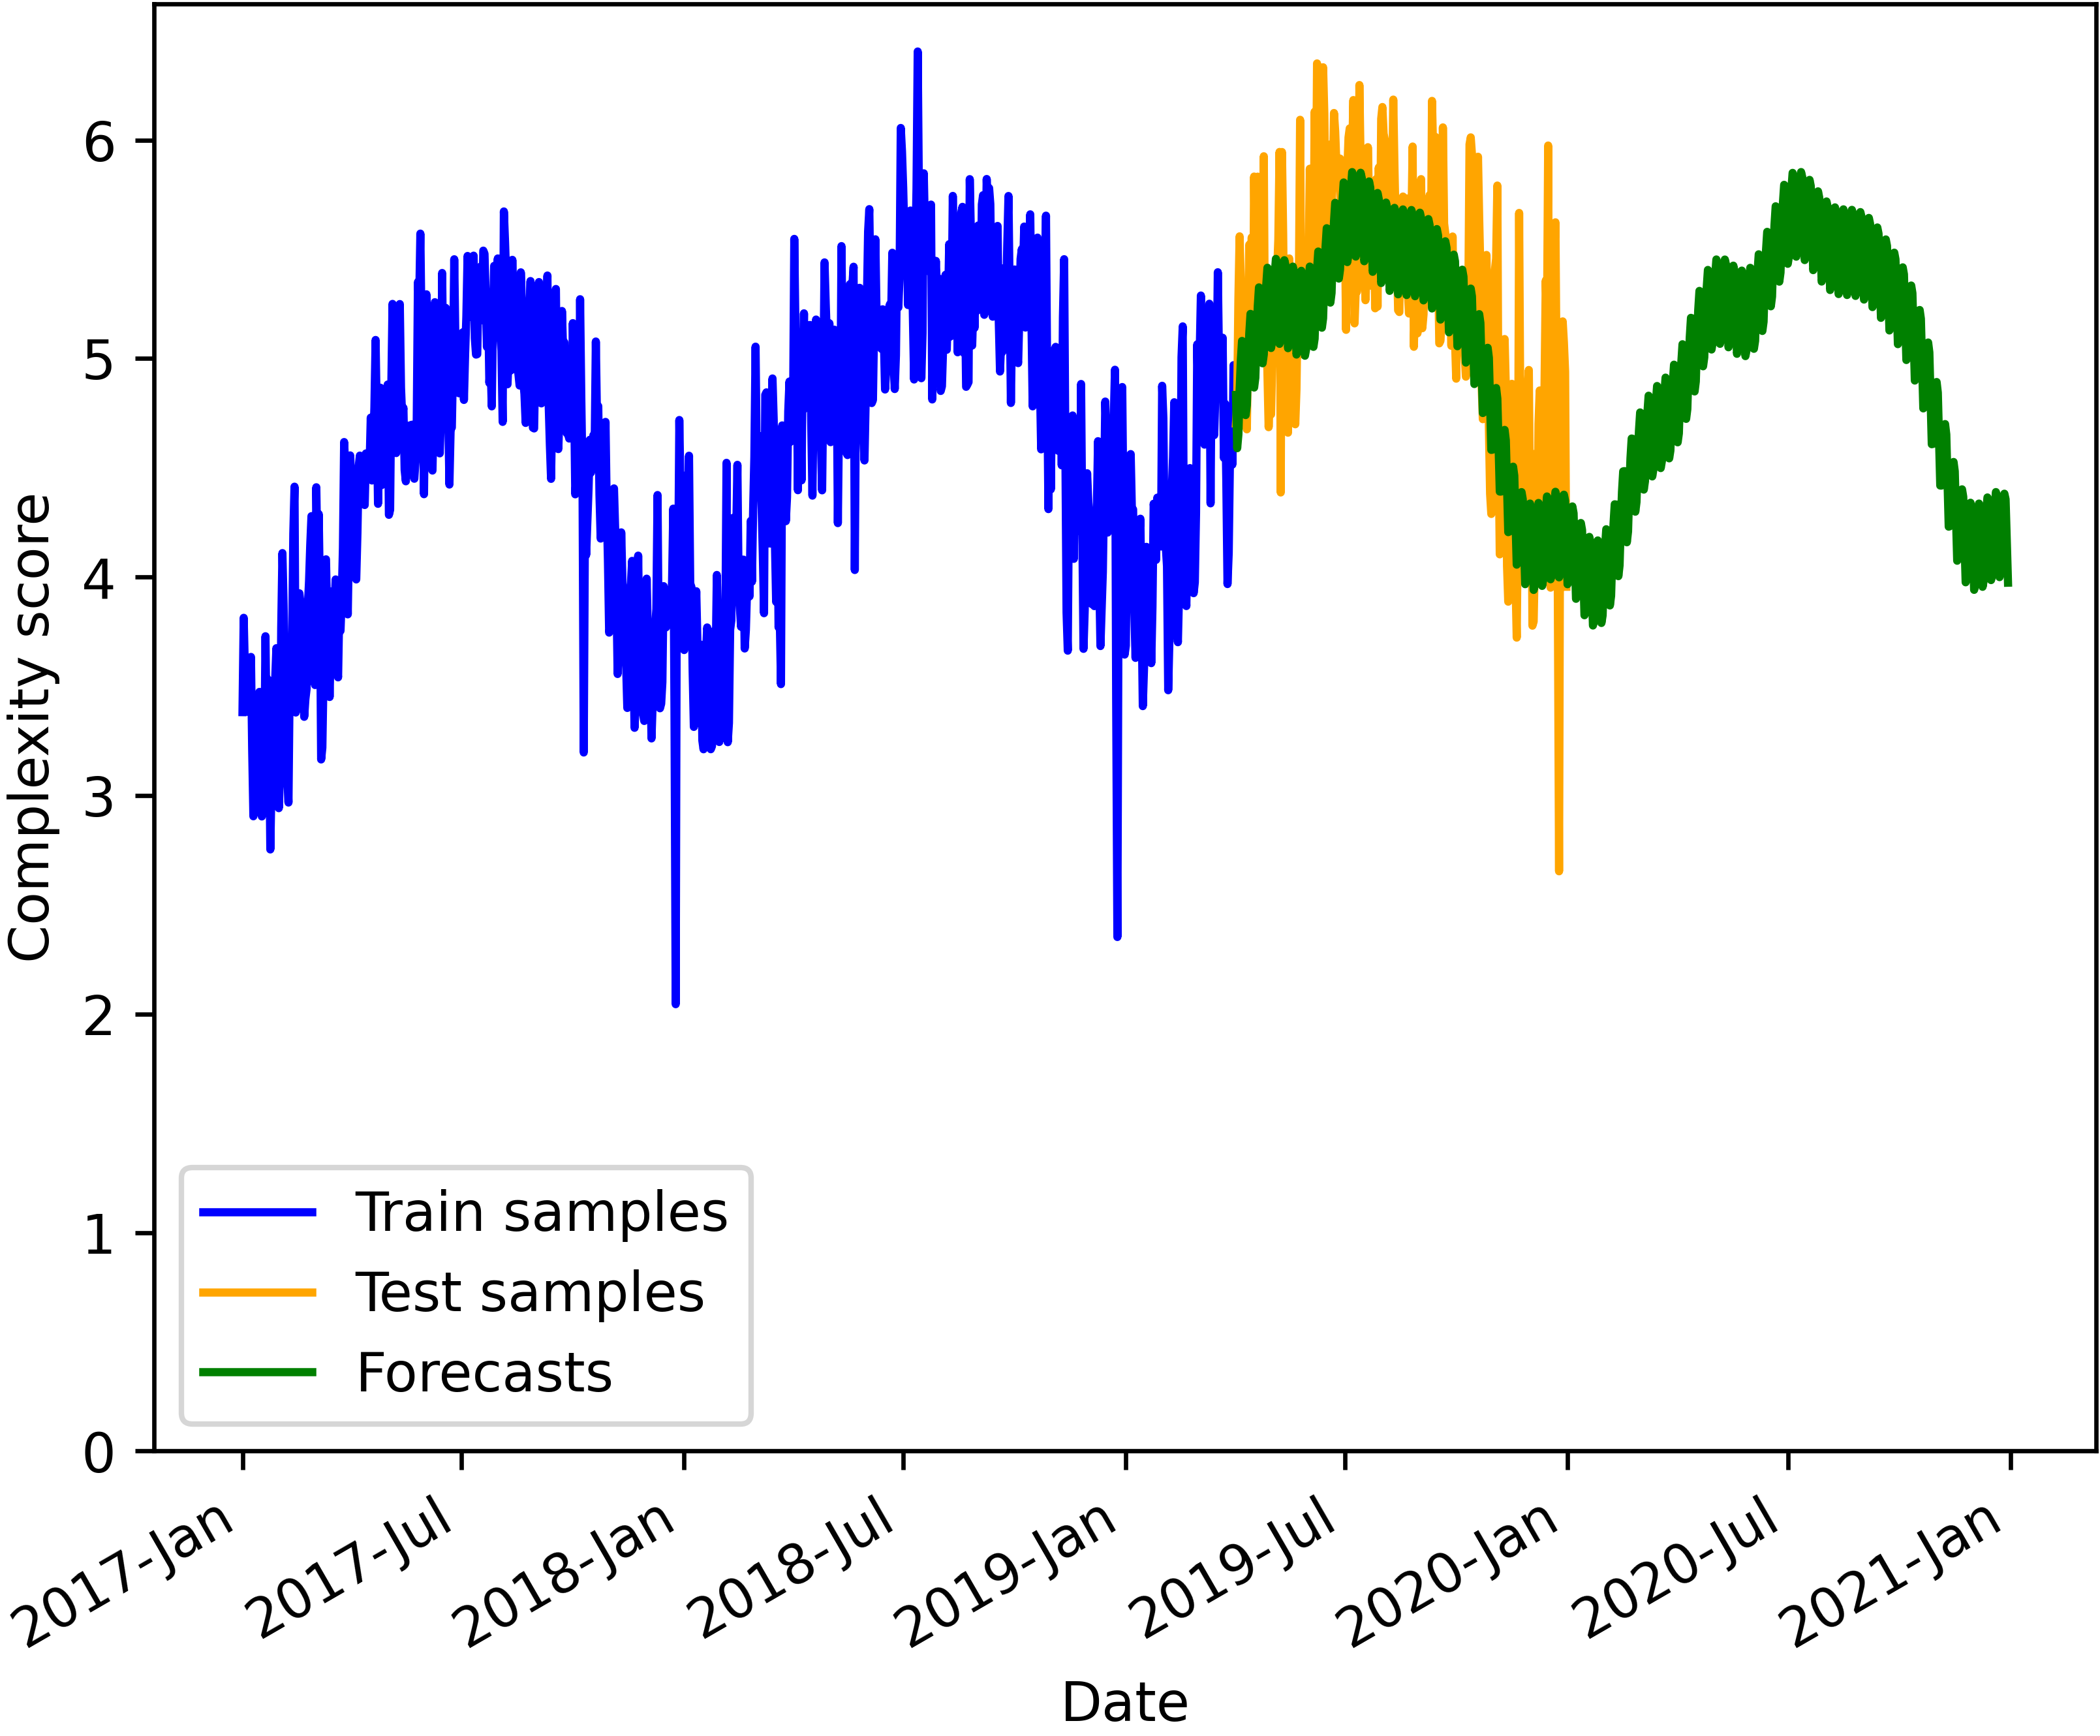 Complexity score
6
5
4
3
2
1
0
Train samples
Test samples
Forecasts
2017-Jan
2017-Jul
2018-Jan
2018-Jul
2019-Jan
2019-Jul
2020-Jan
2020-Jul
2021-Jan
Date